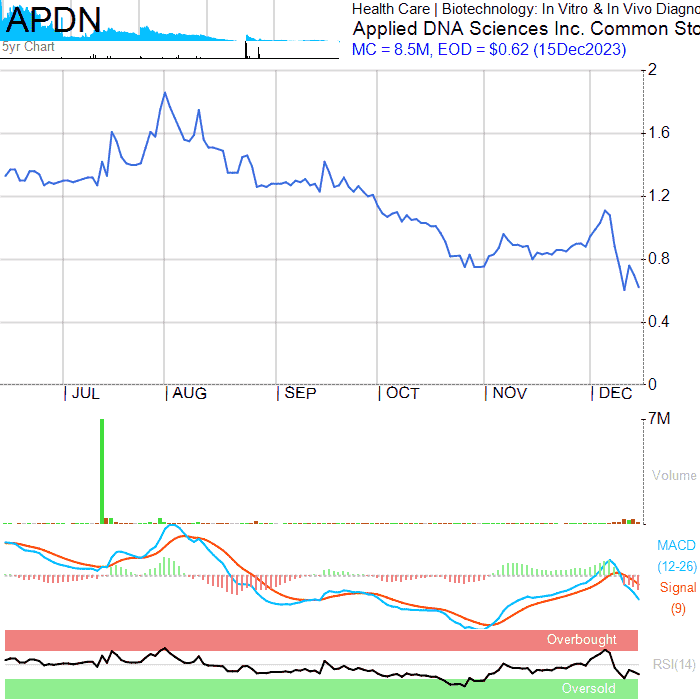 APDN
5yr Chart
Health Care | Biotechnology: In Vitro & In Vivo Diagno
Applied DNA Sciences Inc. Common Sto
MC = 8.5M, EOD = $0.62 (15Dec2023)
2
1.6
1.2
0.8
0.4
0
JUL AUG SEP OCT NOV DEC
7M
Volume
MACD
(12-26)
Signal
(9)
Overbought
RSI(14)
Oversold